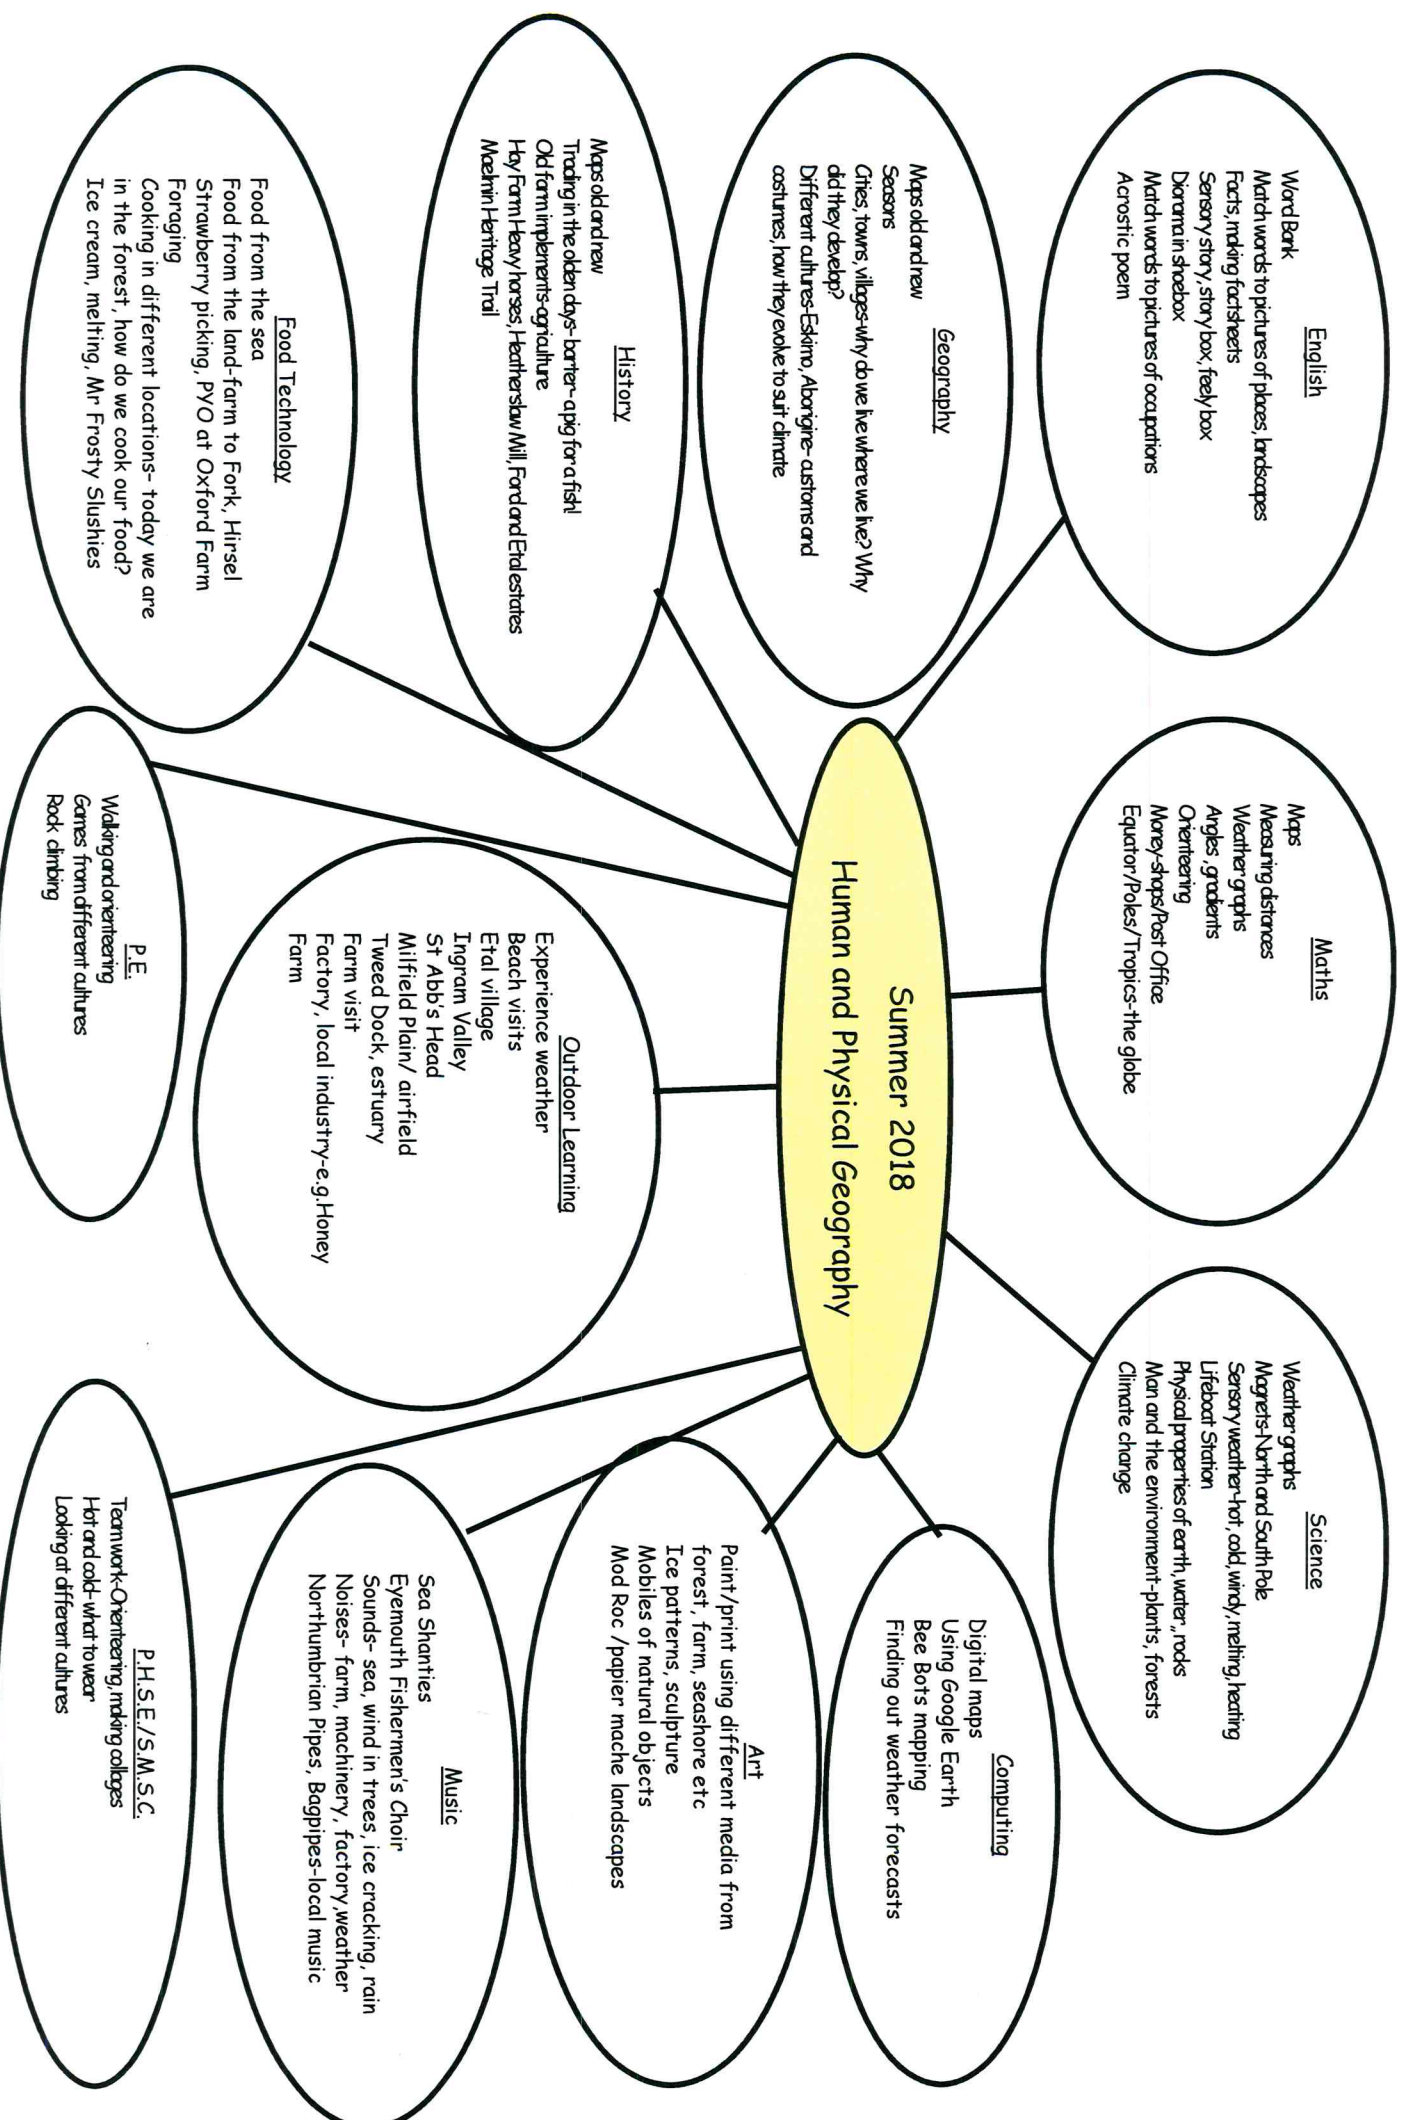 English
Word Bank
Match words to pictures of places, landscapes
Facts, making factsheets
Sensory story, story box, feely box
Diorama in shoebox
Match words to pictures of occupations
Acrostic poem
Maths
Maps
Measuring distances
Weather graphs
Angles, gradients
Orienteering
Money-shops/Post Office
Equator/Poles/Tropics-the globe
Science
Weather graphs
Magnets-North and South Pole
Sensory weather-hot, cold, windy, melting, heating
Lifeboat Station
Physical properties of earth, water,, rocks
Man and the environment-plants, forests
Climate change
Geography
Maps old and new
Seasons
Cities, towns, villages-why do we live where we live? Why
did they develop?
Different cultures-Eskimo, Aborigine- customs and
costumes, how they evolve to suit climate
Summer 2018
Human and Physical Geography
Computing
Digital maps
Using Google Earth
Bee Bots mapping
Finding out weather forecasts
History
Maps old and new
Trading in the olden days- barter- a pig for a fish!
Old farm implements-agriculture
Hay Farm Heavy horses, Heatherslaw Mill, Ford and Etal estates
Maelmin Heritage Trail
Art
Paint/print using different media from
forest, farm, seashore etc
Ice patterns, sculpture
Mobiles of natural objects
Mod Roc /papier mache landscapes
Outdoor Learning
Experience weather
Beach visits
Etal village
Ingram Valley
St Abb's Head
Milfield Plain/ airfield
Tweed Dock, estuary
Farm visit
Factory, local industry-e.g.Honey
Farm
Music
Sea Shanties
Eyemouth Fishermen's Choir
Sounds- sea, wind in trees, ice cracking, rain
Noises- farm, machinery, factory,weather
Northumbrian Pipes, Bagpipes-local music
Food Technology
Food from the sea
Food from the land-farm to Fork, Hirsel
Strawberry picking, PYO at Oxford Farm
Foraging
Cooking in different locations- today we are
in the forest, how do we cook our food?
Ice cream, melting, Mr Frosty Slushies
P.E.
Walking and orienteering
Games from different cultures
Rock climbing
P.H.S.E./S.M.S.C.
Teamwork-Orienteering, making collages
Hot and cold- what to wear
Looking at different cultures